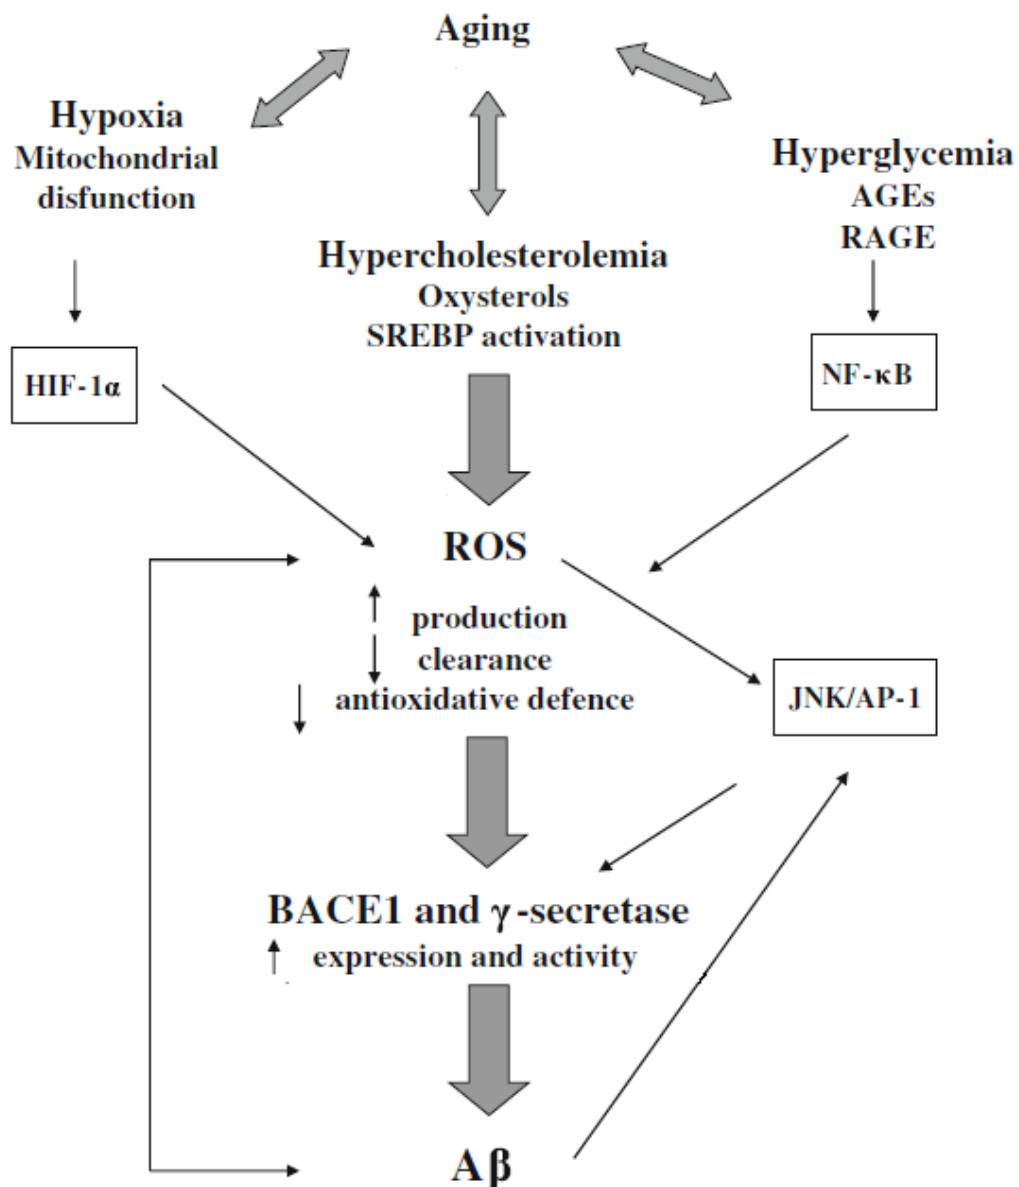 Aging
Hypoxia
Mitochondrial
disfunction
Hyperglycemia
AGEs
RAGE
Hypercholesterolemia
Oxysterols
SREBP activation
HIF-1α
NF-κB
ROS
production
clearance
antioxidative defence
JNK/AP-1
BACE1 and γ-secretase
expression and activity
Aβ